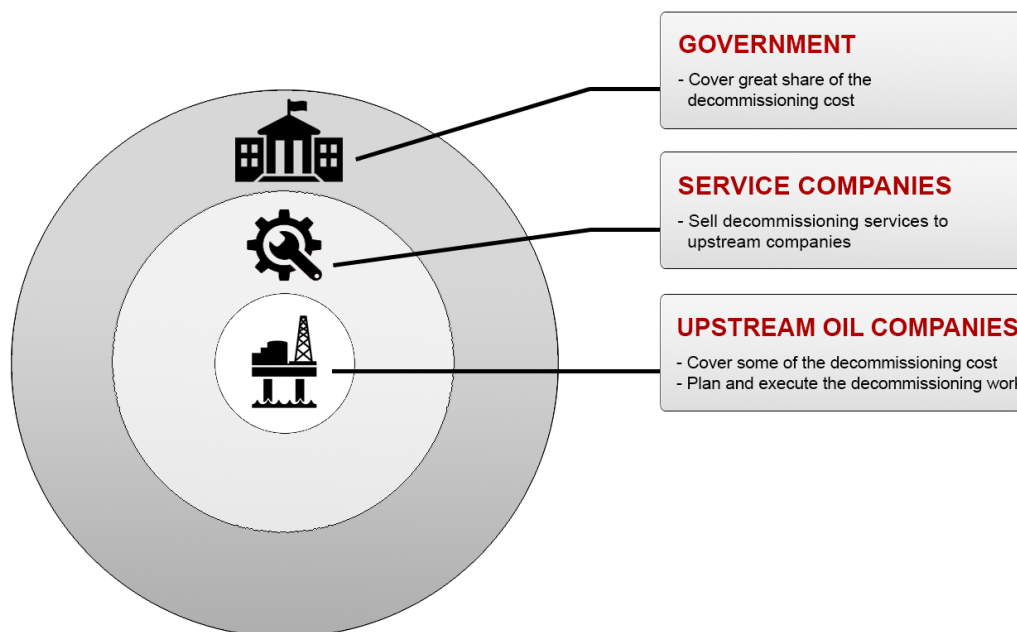 GOVERNMENT
- Cover great share of the
decommissioning cost
SERVICE COMPANIES
- Sell decommissioning services to
upstream companies
UPSTREAM OIL COMPANIES
- Cover some of the decommissioning cost
- Plan and execute the decommissioning work